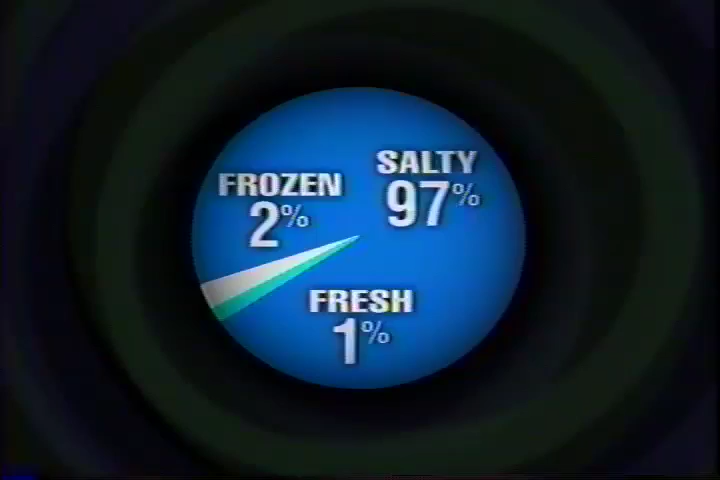 FROZEN
2%
SALTY
97%
FRESH
1%